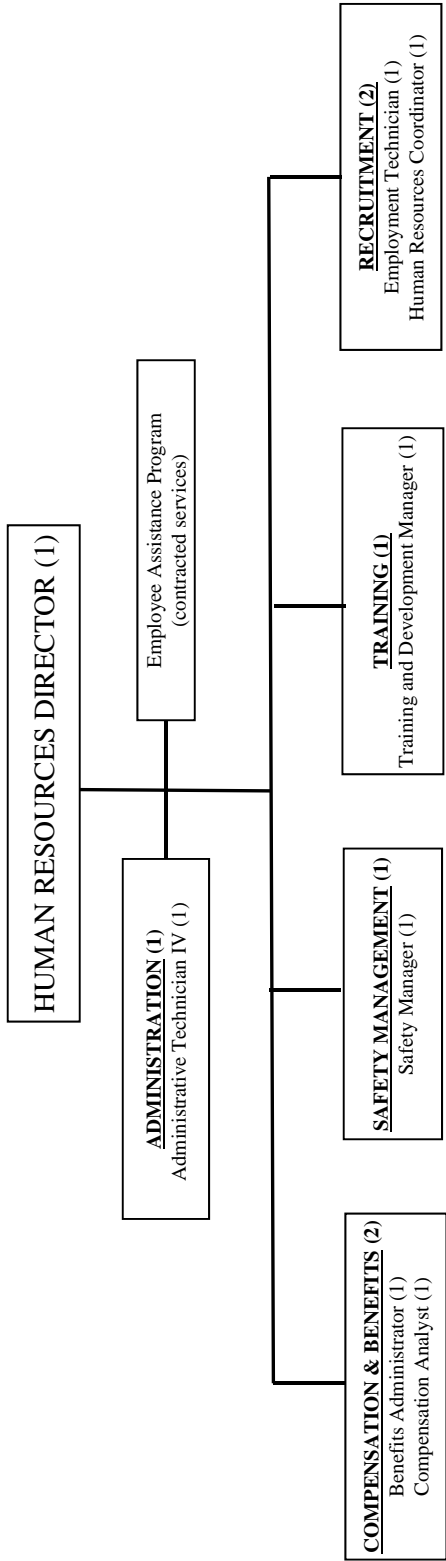 HUMAN RESOURCES DIRECTOR (1)
ADMINISTRATION (1)
Administrative Technician IV (1)
Employee Assistance Program
(contracted services)
COMPENSATION & BENEFITS (2)
Benefits Administrator (1)
Compensation Analyst (1)
SAFETY MANAGEMENT (1)
Safety Manager (1)
TRAINING (1)
Training and Development Manager (1)
RECRUITMENT (2)
Employment Technician (1)
Human Resources Coordinator (1)